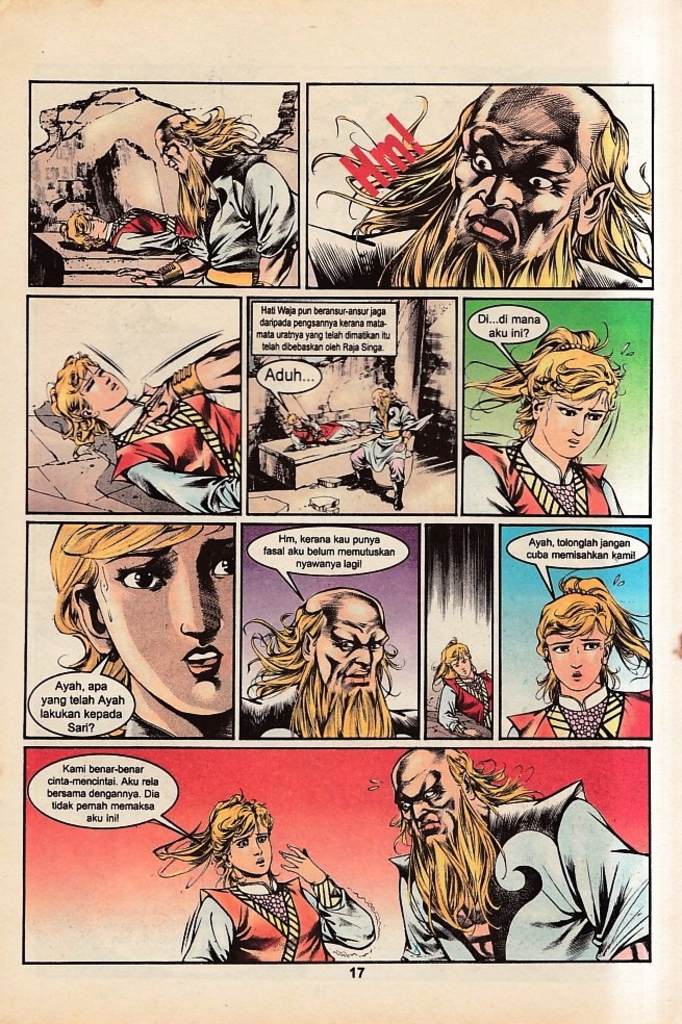 Hm!
Hati Waja pun beransur-ansur jaga
daripada pengsannya kerana mata-
mata uratnya yang telah dimatikan itu
telah dibebaskan oleh Raja Singa.
Aduh...
Di...di mana
aku ini?
Ayah, apa
yang telah Ayah
lakukan kepada
Sari?
Hm, kerana kau punya
fasal aku belum memutuskan
nyawanya lagi!
Ayah, tolonglah jangan
cuba memisahkan kami!
Kami benar-benar
cinta-mencintai. Aku rela
bersama dengannya. Dia
tidak pernah memaksa
aku ini!
17